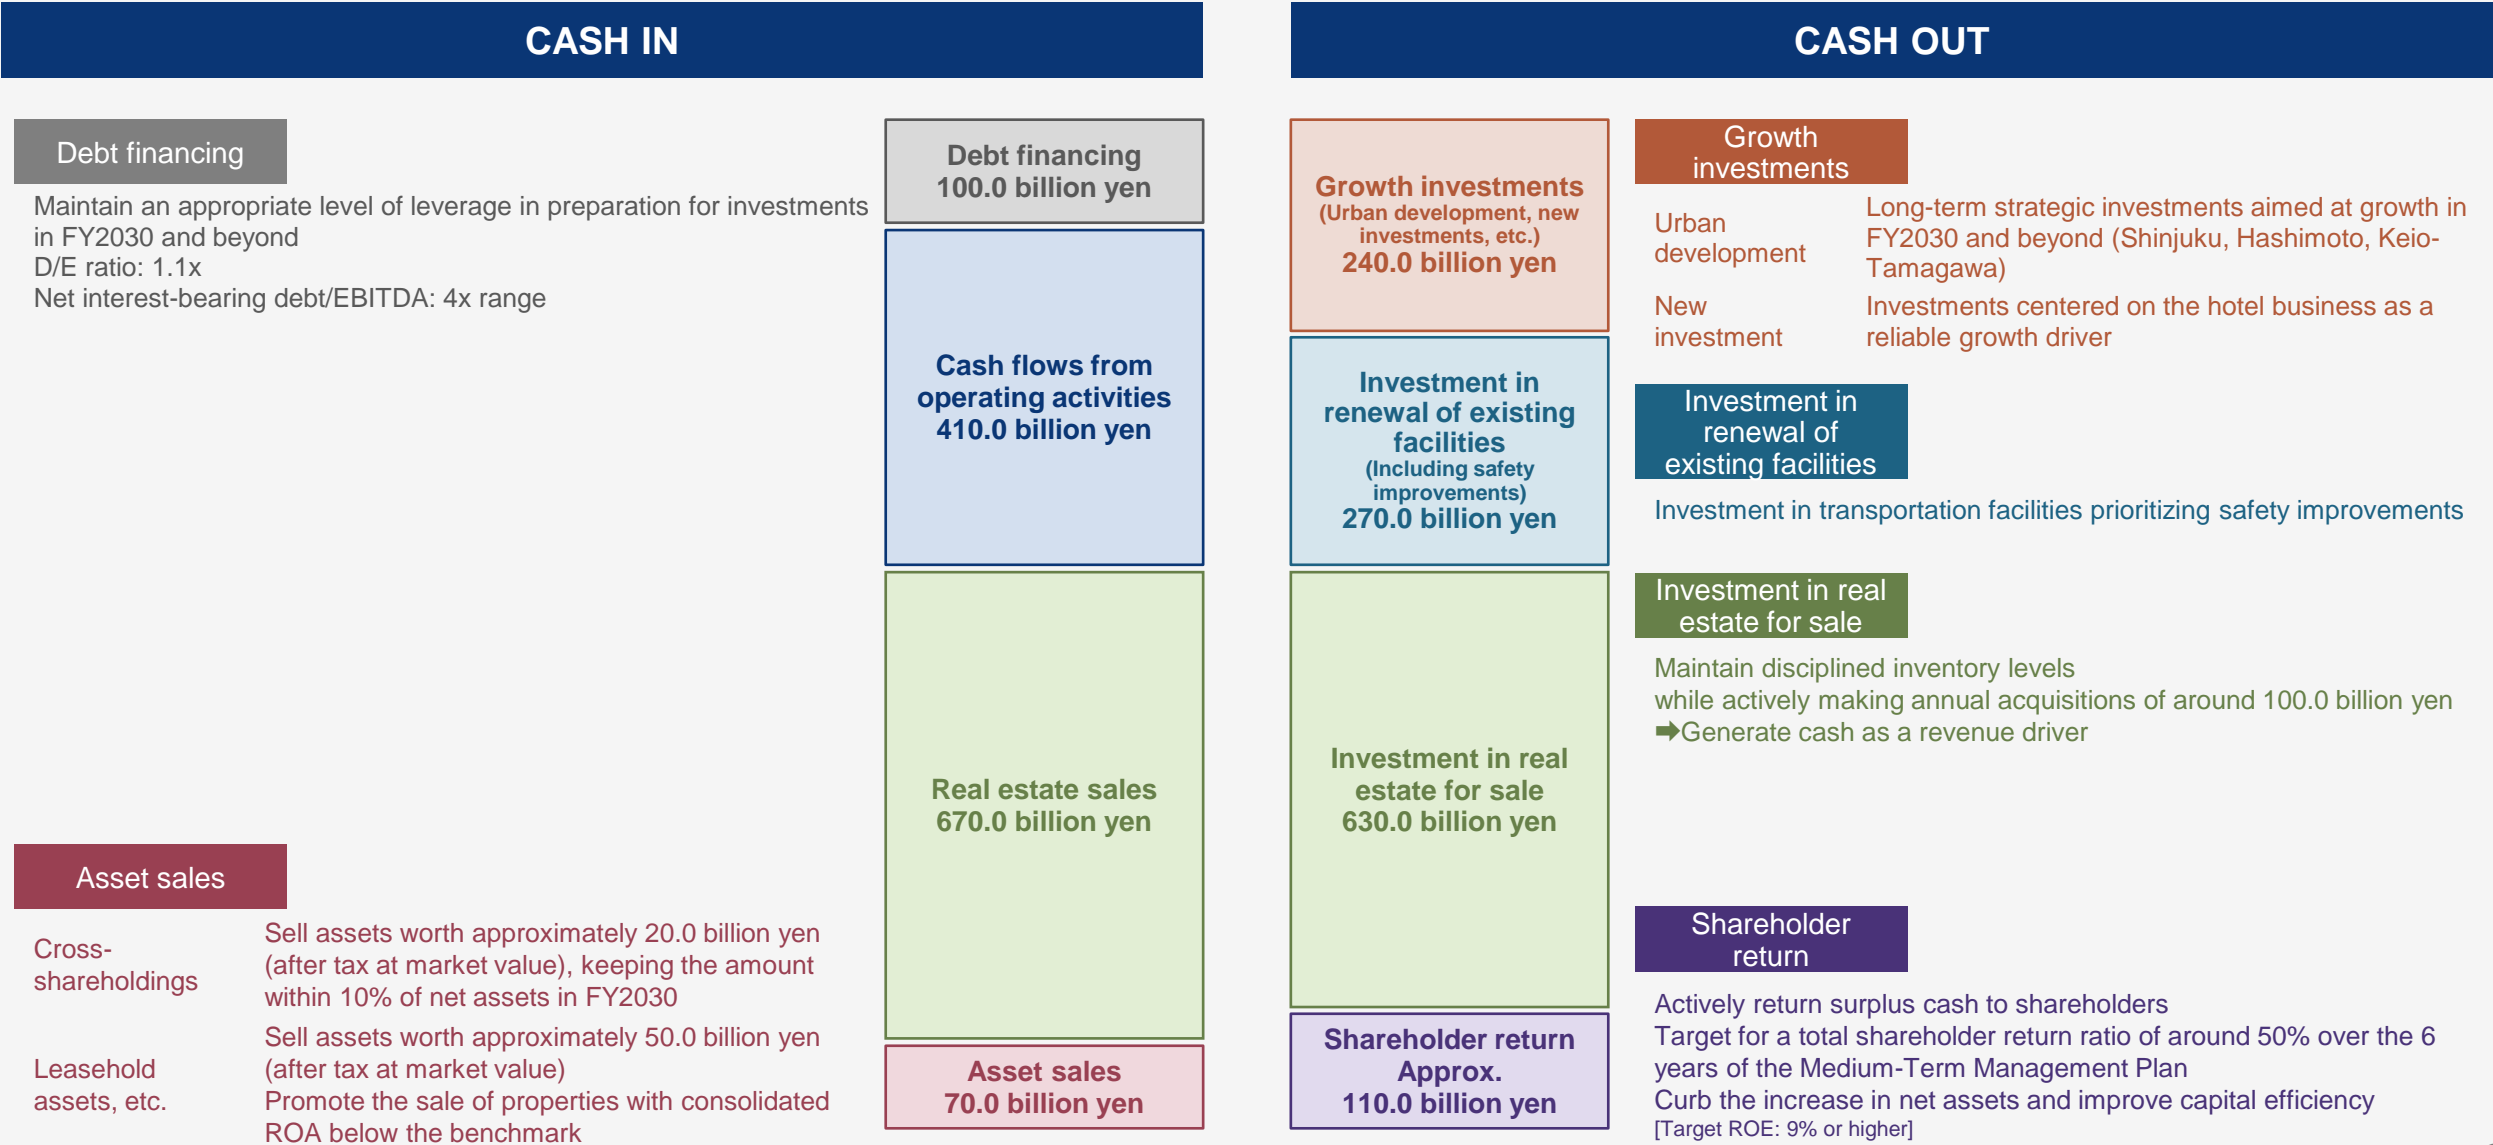 CASH IN
Debt financing
Maintain an appropriate level of leverage in preparation for investments
in FY2030 and beyond
D/E ratio: 1.1x
Net interest-bearing debt/EBITDA: 4x range
Debt financing
100.0 billion yen
Cash flows from
operating activities
410.0 billion yen
Real estate sales
670.0 billion yen
Asset sales
Cross-
shareholdings
Sell assets worth approximately 20.0 billion yen
(after tax at market value), keeping the amount
within 10% of net assets in FY2030
Leasehold
assets, etc.
Sell assets worth approximately 50.0 billion yen
(after tax at market value)
Promote the sale of properties with consolidated
ROA below the benchmark
Asset sales
70.0 billion yen
CASH OUT
Growth investments
(Urban development, new
investments, etc.)
240.0 billion yen
Growth
investments
Urban
development
Long-term strategic investments aimed at growth in
FY2030 and beyond (Shinjuku, Hashimoto, Keio-
Tamagawa)
New
investment
Investments centered on the hotel business as a
reliable growth driver
Investment in
renewal of existing
facilities
(Including safety
improvements)
270.0 billion yen
Investment in
renewal of
existing facilities
Investment in transportation facilities prioritizing safety improvements
Investment in real
estate for sale
630.0 billion yen
Investment in real
estate for sale
Maintain disciplined inventory levels
while actively making annual acquisitions of around 100.0 billion yen
➡Generate cash as a revenue driver
Shareholder return
Approx.
110.0 billion yen
Shareholder
return
Actively return surplus cash to shareholders
Target for a total shareholder return ratio of around 50% over the 6
years of the Medium-Term Management Plan
Curb the increase in net assets and improve capital efficiency
[Target ROE: 9% or higher]